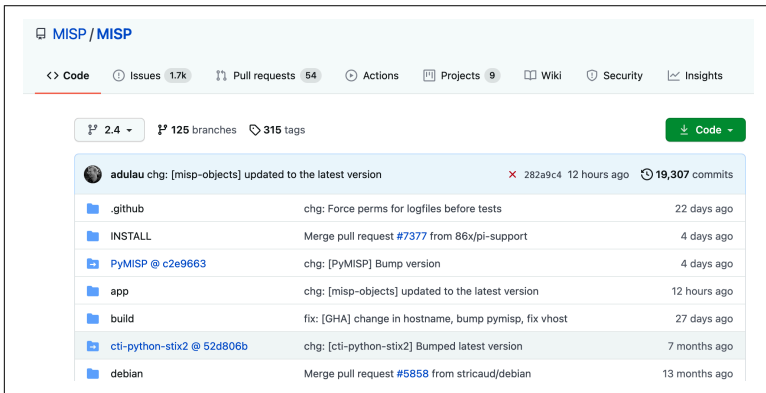 MISP / MISP
<> Code Issues 1.7k Pull requests 54 Actions Projects 9 Wiki Security Insights
2.4 125 branches 315 tags Code
adulau chg: [misp-objects] updated to the latest version 282a9c4 12 hours ago 19,307 commits
.github chg: Force perms for logfiles before tests 22 days ago
INSTALL Merge pull request #7377 from 86x/pi-support 4 days ago
PyMISP @ c2e9663 chg: [PyMISP] Bump version 4 days ago
app chg: [misp-objects] updated to the latest version 12 hours ago
build fix: [GHA] change in hostname, bump pymisp, fix vhost 27 days ago
cti-python-stix2 @ 52d806b chg: [cti-python-stix2] Bumped latest version 7 months ago
debian Merge pull request #5858 from stricaud/debian 13 months ago